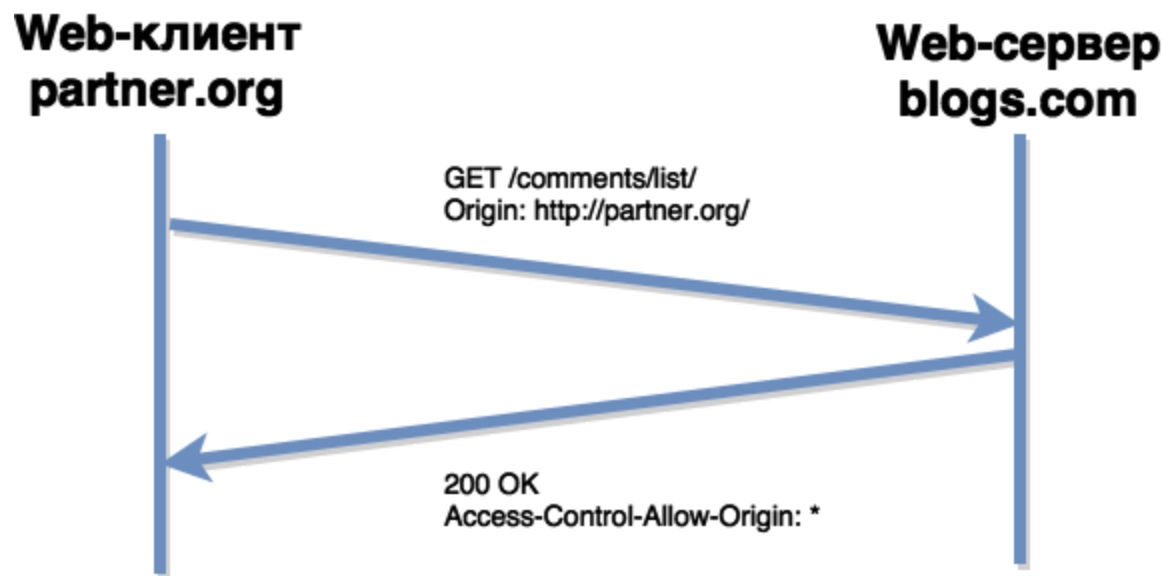 Web-клиент
partner.org
Web-сервер
blogs.com
GET /comments/list/
Origin: http://partner.org/
200 OK
Access-Control-Allow-Origin: *